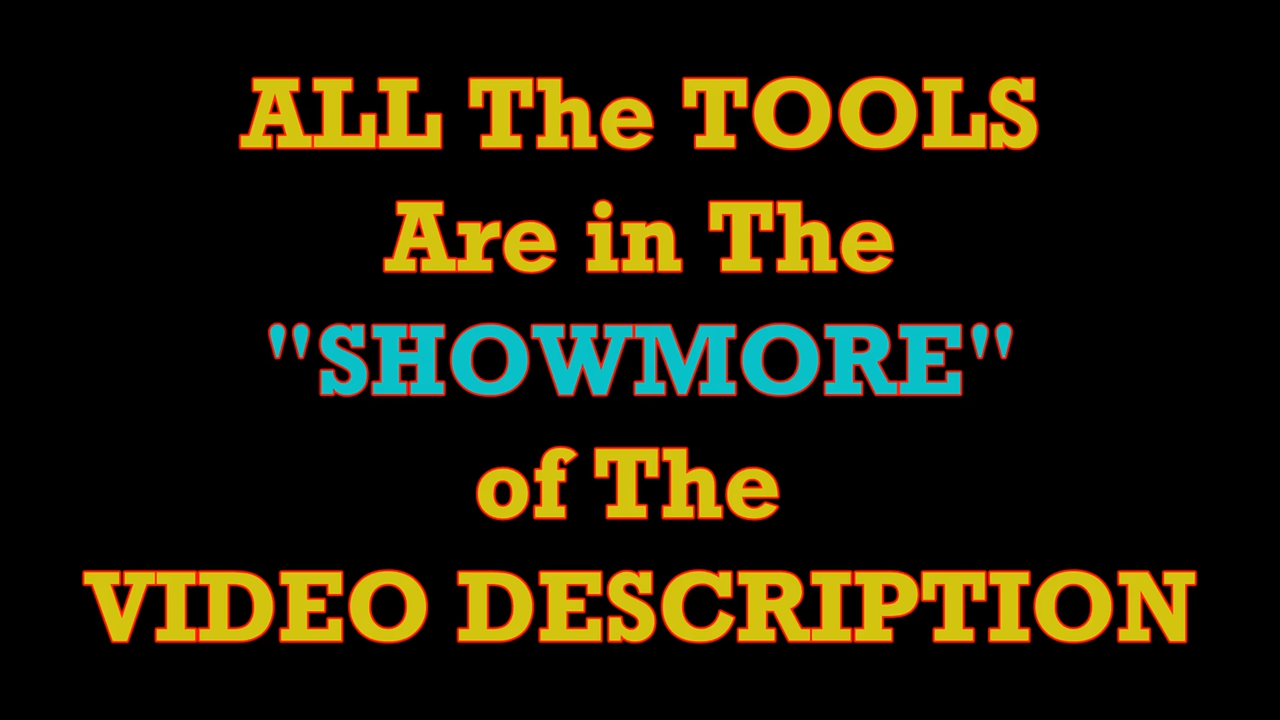 ALL The TOOLS
Are in The
"SHOWMORE"
of The
VIDEO DESCRIPTION